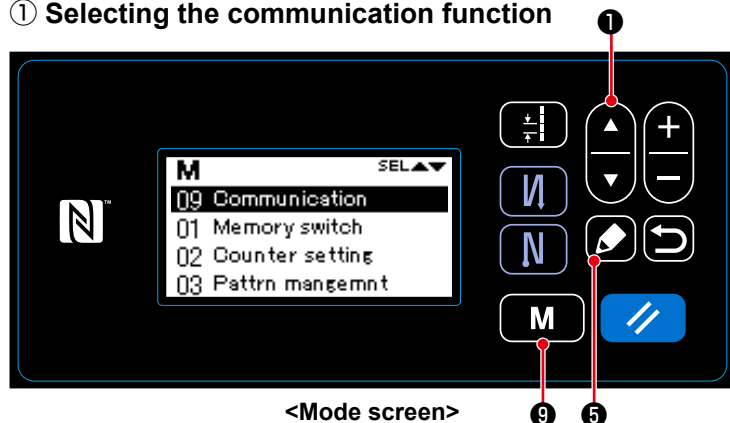 ① Selecting the communication function
❶
M SEL▲▼
09 Communication
01 Memory switch
02 Counter setting
03 Pattrn mangemnt
N™
M
<Mode screen>
❾ ❺